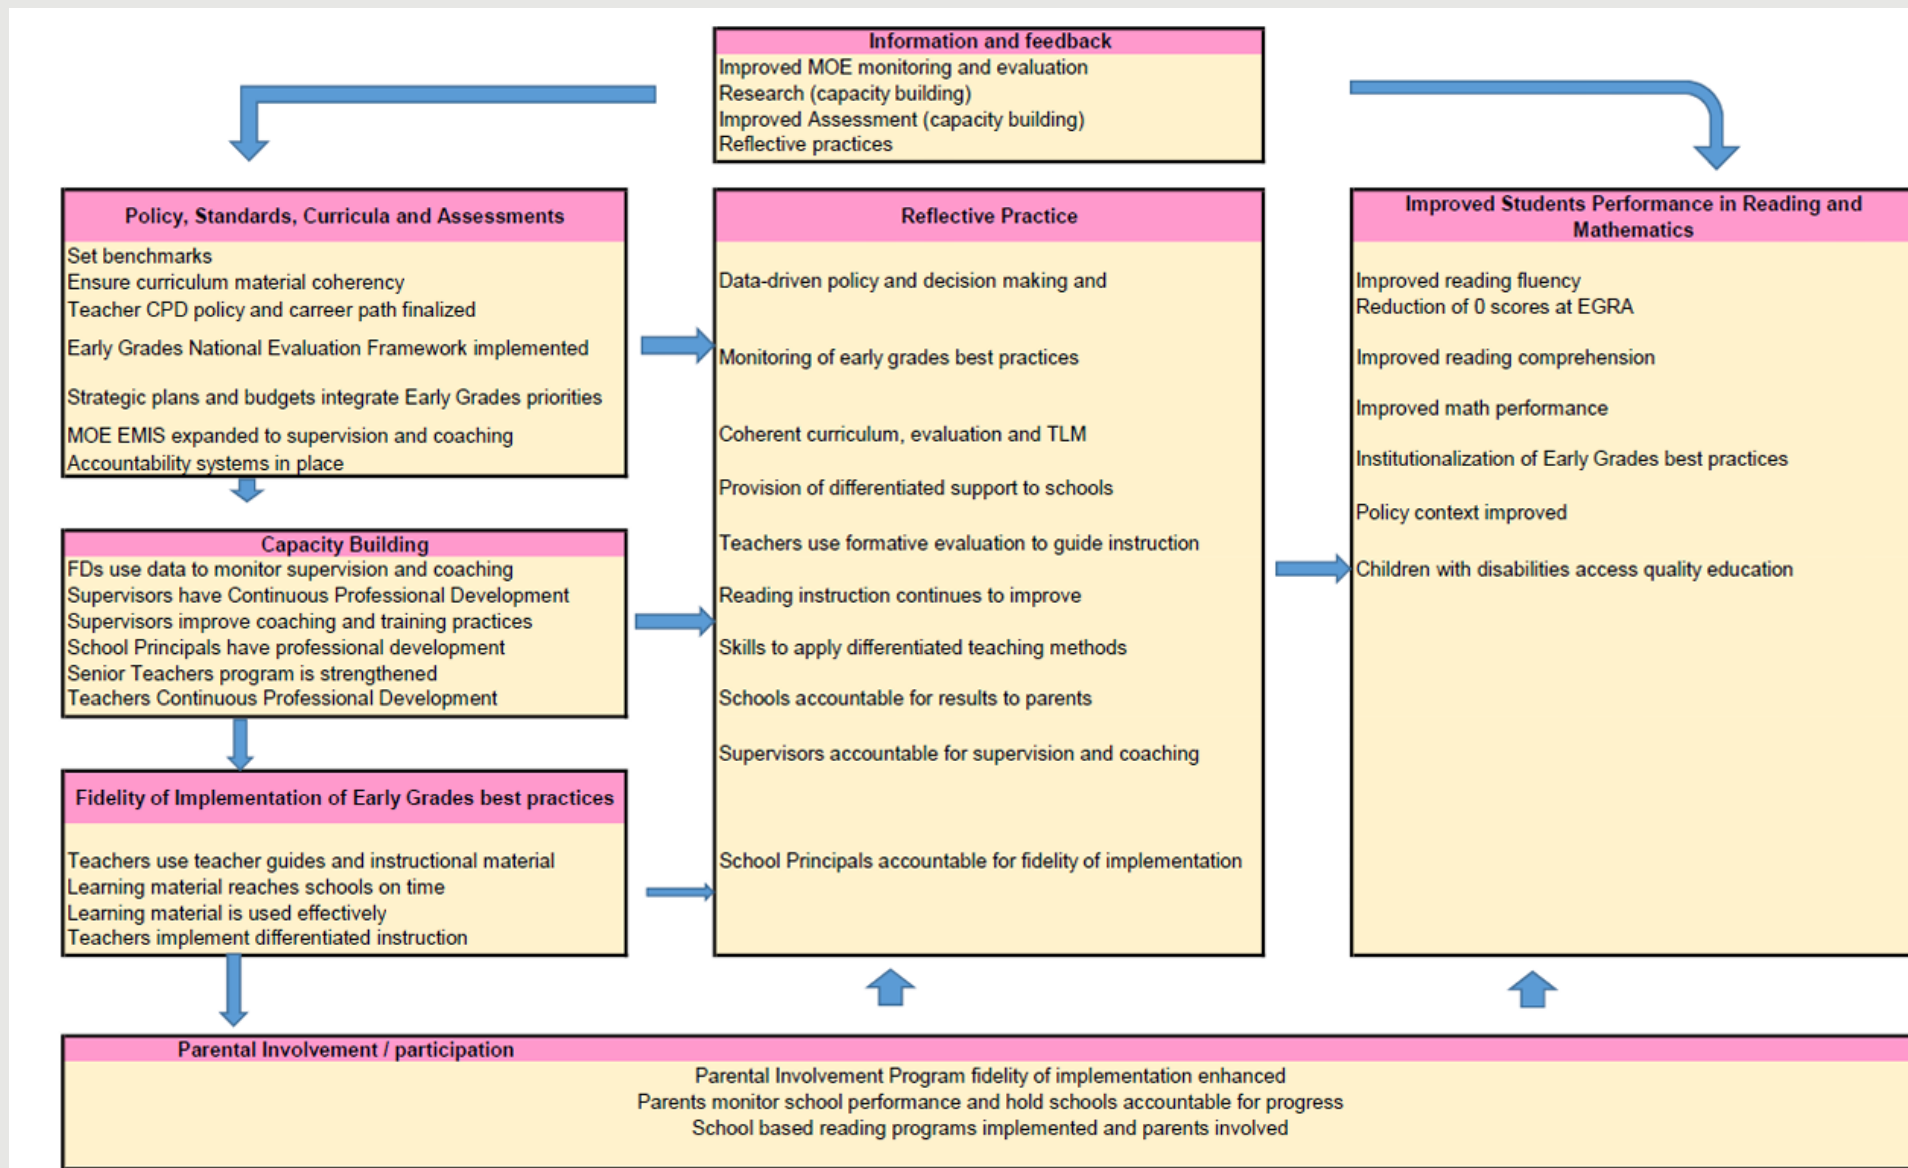 Information and feedback
Improved MOE monitoring and evaluation
Research (capacity building)
Improved Assessment (capacity building)
Reflective practices
Policy, Standards, Curricula and Assessments
Set benchmarks
Ensure curriculum material coherency
Teacher CPD policy and carreer path finalized
Early Grades National Evaluation Framework implemented
Strategic plans and budgets integrate Early Grades priorities
MOE EMIS expanded to supervision and coaching
Accountability systems in place
Capacity Building
FDs use data to monitor supervision and coaching
Supervisors have Continuous Professional Development
Supervisors improve coaching and training practices
School Principals have professional development
Senior Teachers program is strengthened
Teachers Continuous Professional Development
Fidelity of Implementation of Early Grades best practices
Teachers use teacher guides and instructional material
Learning material reaches schools on time
Learning material is used effectively
Teachers implement differentiated instruction
Reflective Practice
Data-driven policy and decision making and
Monitoring of early grades best practices
Coherent curriculum, evaluation and TLM
Provision of differentiated support to schools
Teachers use formative evaluation to guide instruction
Reading instruction continues to improve
Skills to apply differentiated teaching methods
Schools accountable for results to parents
Supervisors accountable for supervision and coaching
School Principals accountable for fidelity of implementation
Improved Students Performance in Reading and
Mathematics
Improved reading fluency
Reduction of 0 scores at EGRA
Improved reading comprehension
Improved math performance
Institutionalization of Early Grades best practices
Policy context improved
Children with disabilities access quality education
Parental Involvement / participation
Parental Involvement Program fidelity of implementation enhanced
Parents monitor school performance and hold schools accountable for progress
School based reading programs implemented and parents involved